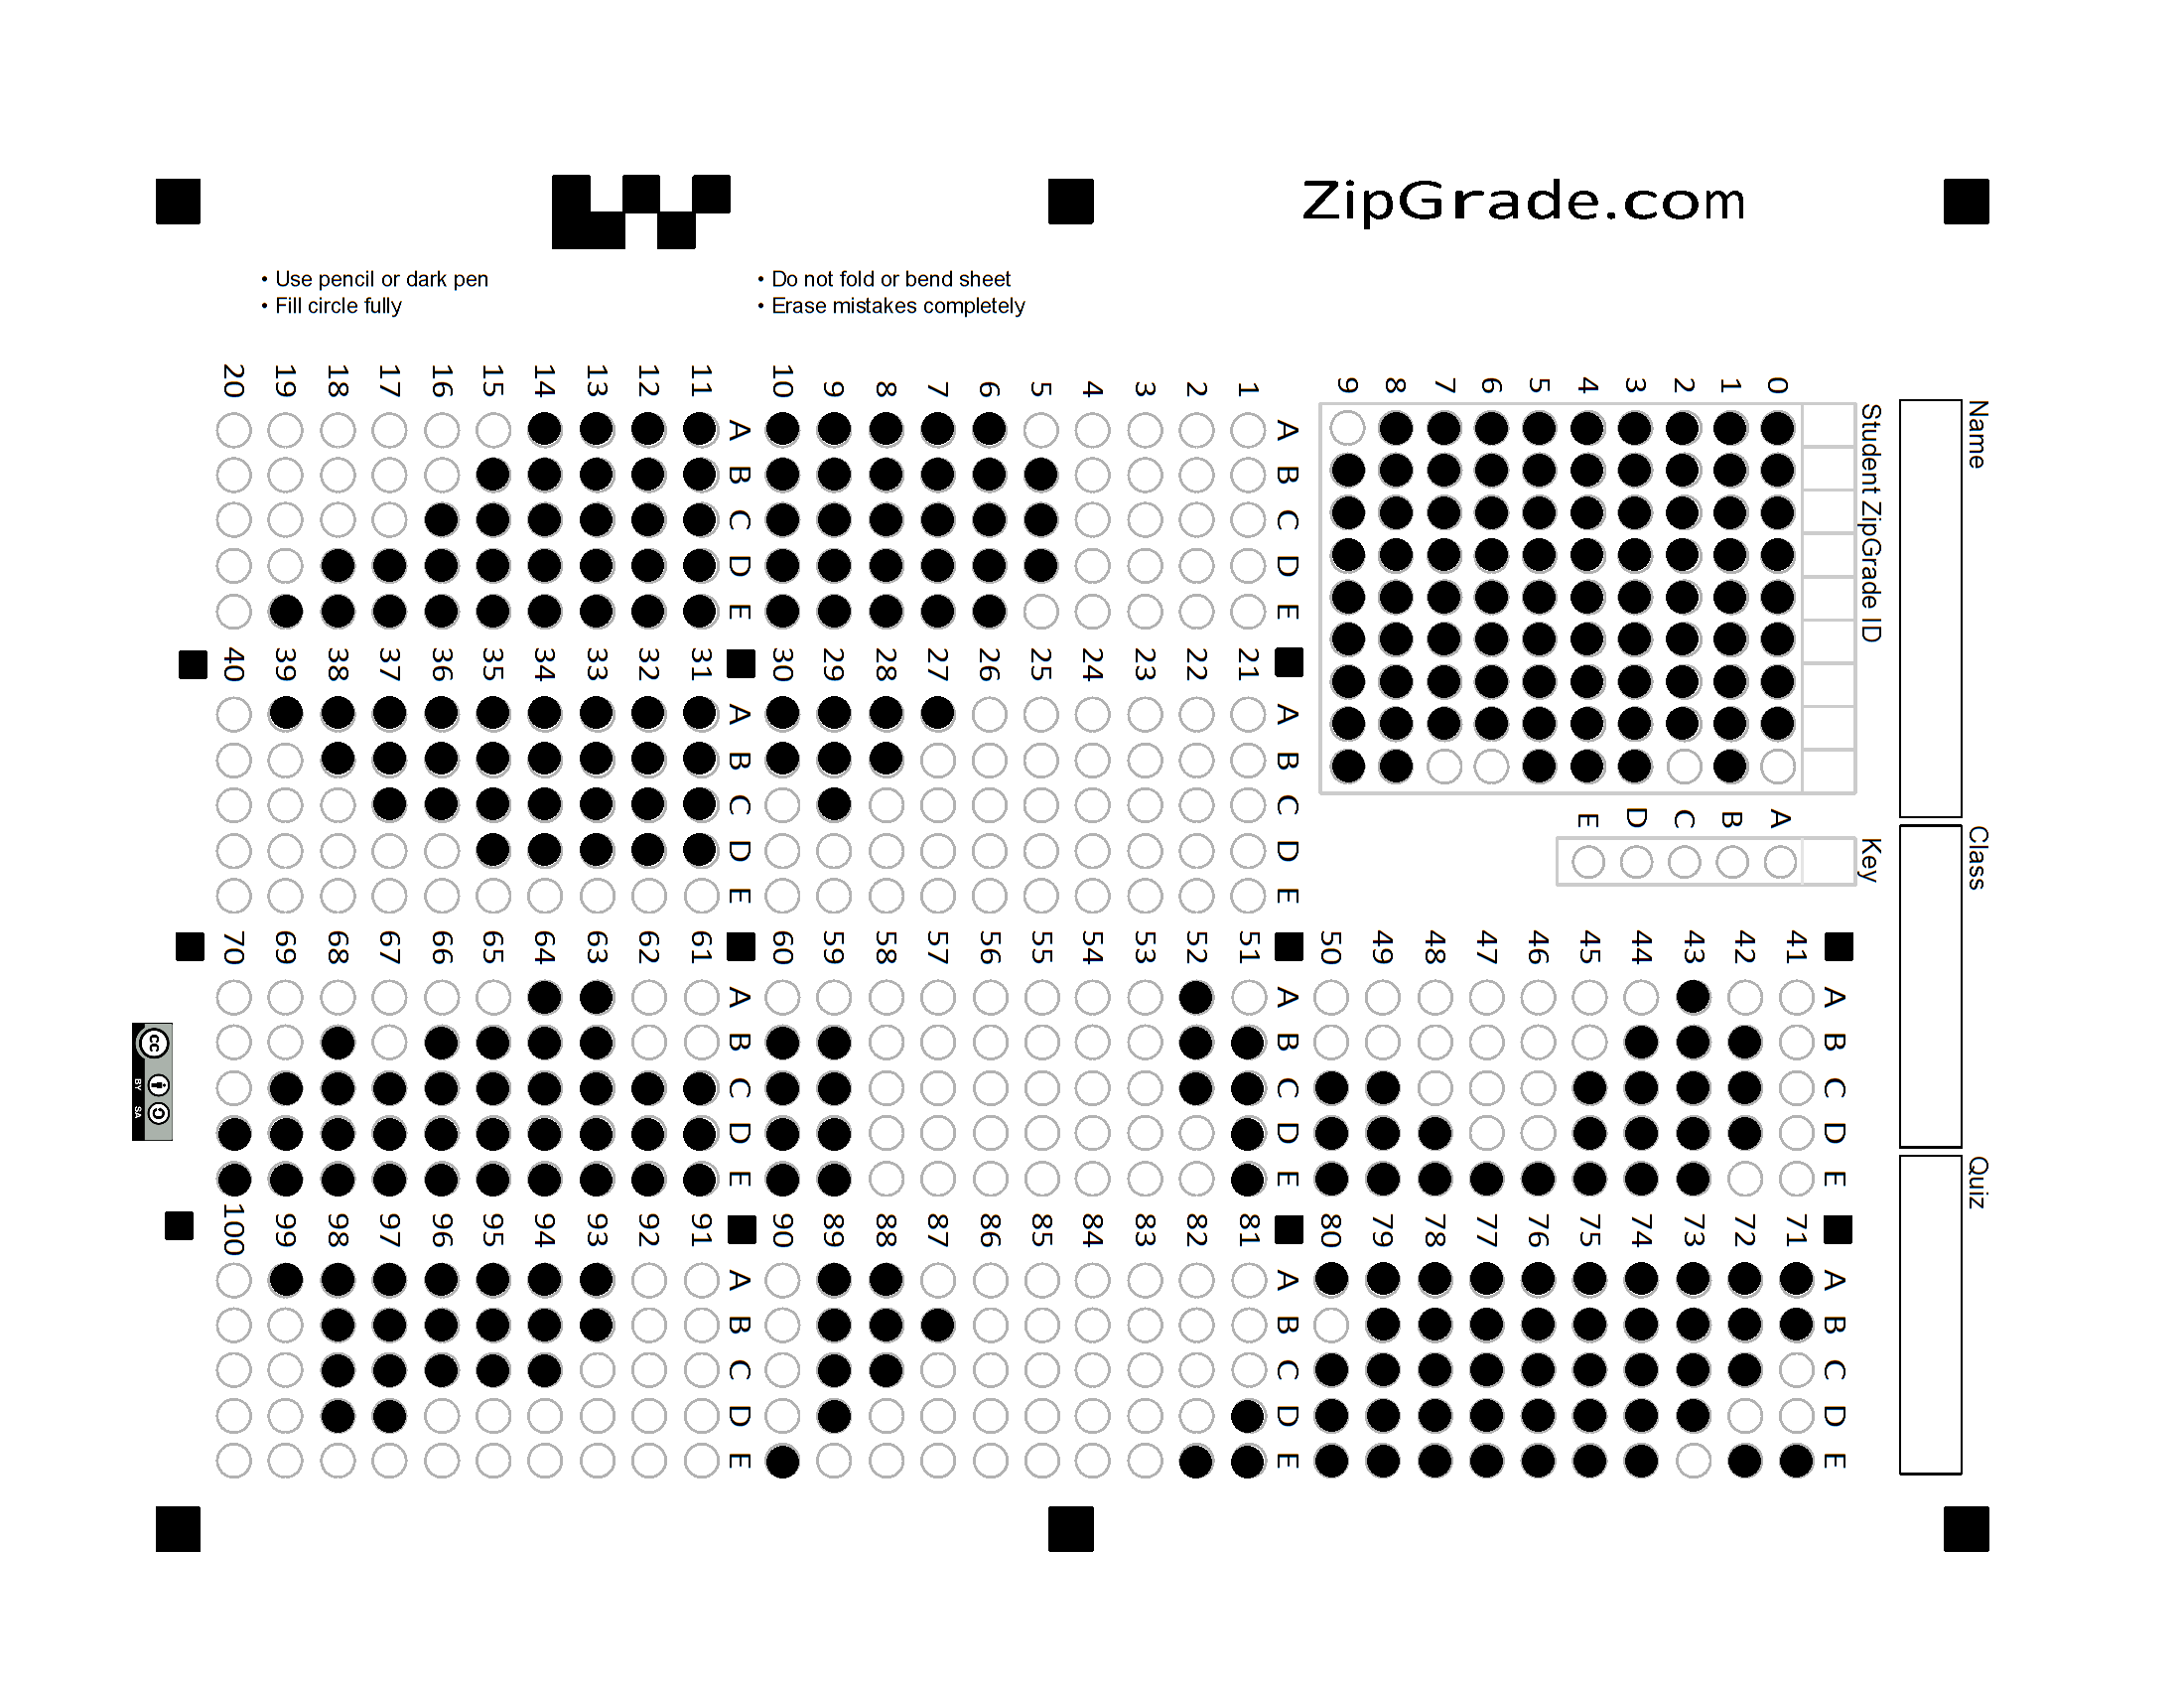 ZipGrade.com
• Use pencil or dark pen
• Fill circle fully
• Do not fold or bend sheet
• Erase mistakes completely
Name
Class
Quiz
Student ZipGrade ID
0 1 2 3 4 5 6 7 8 9
Key
A B C D E
1 2 3 4 5 6 7 8 9 10
A B C D E
11 12 13 14 15 16 17 18 19 20
A B C D E
21 22 23 24 25 26 27 28 29 30
A B C D E
31 32 33 34 35 36 37 38 39 40
A B C D E
41 42 43 44 45 46 47 48 49 50
A B C D E
51 52 53 54 55 56 57 58 59 60
A B C D E
61 62 63 64 65 66 67 68 69 70
A B C D E
71 72 73 74 75 76 77 78 79 80
A B C D E
81 82 83 84 85 86 87 88 89 90
A B C D E
91 92 93 94 95 96 97 98 99 100
A B C D E
cc
BY SA